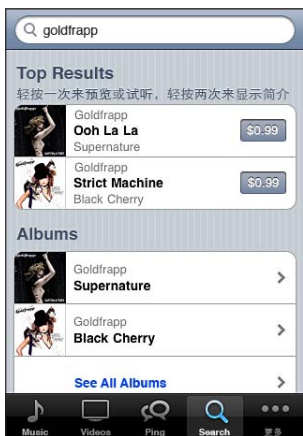 goldfrapp
Top Results
轻按一次来预览或试听，轻按两次来显示简介
Goldfrapp
Ooh La La
$0.99
Supernature
Goldfrapp
Strict Machine
$0.99
Black Cherry
Albums
Goldfrapp
Supernature
Goldfrapp
Black Cherry
See All Albums
Music Videos Ping Search 更多